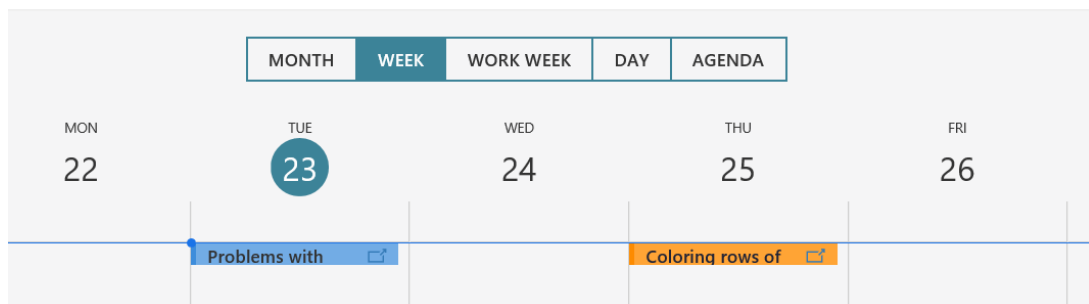 MONTH WEEK WORK WEEK DAY AGENDA
MON TUE WED THU FRI
22 23 24 25 26
Problems with Coloring rows of